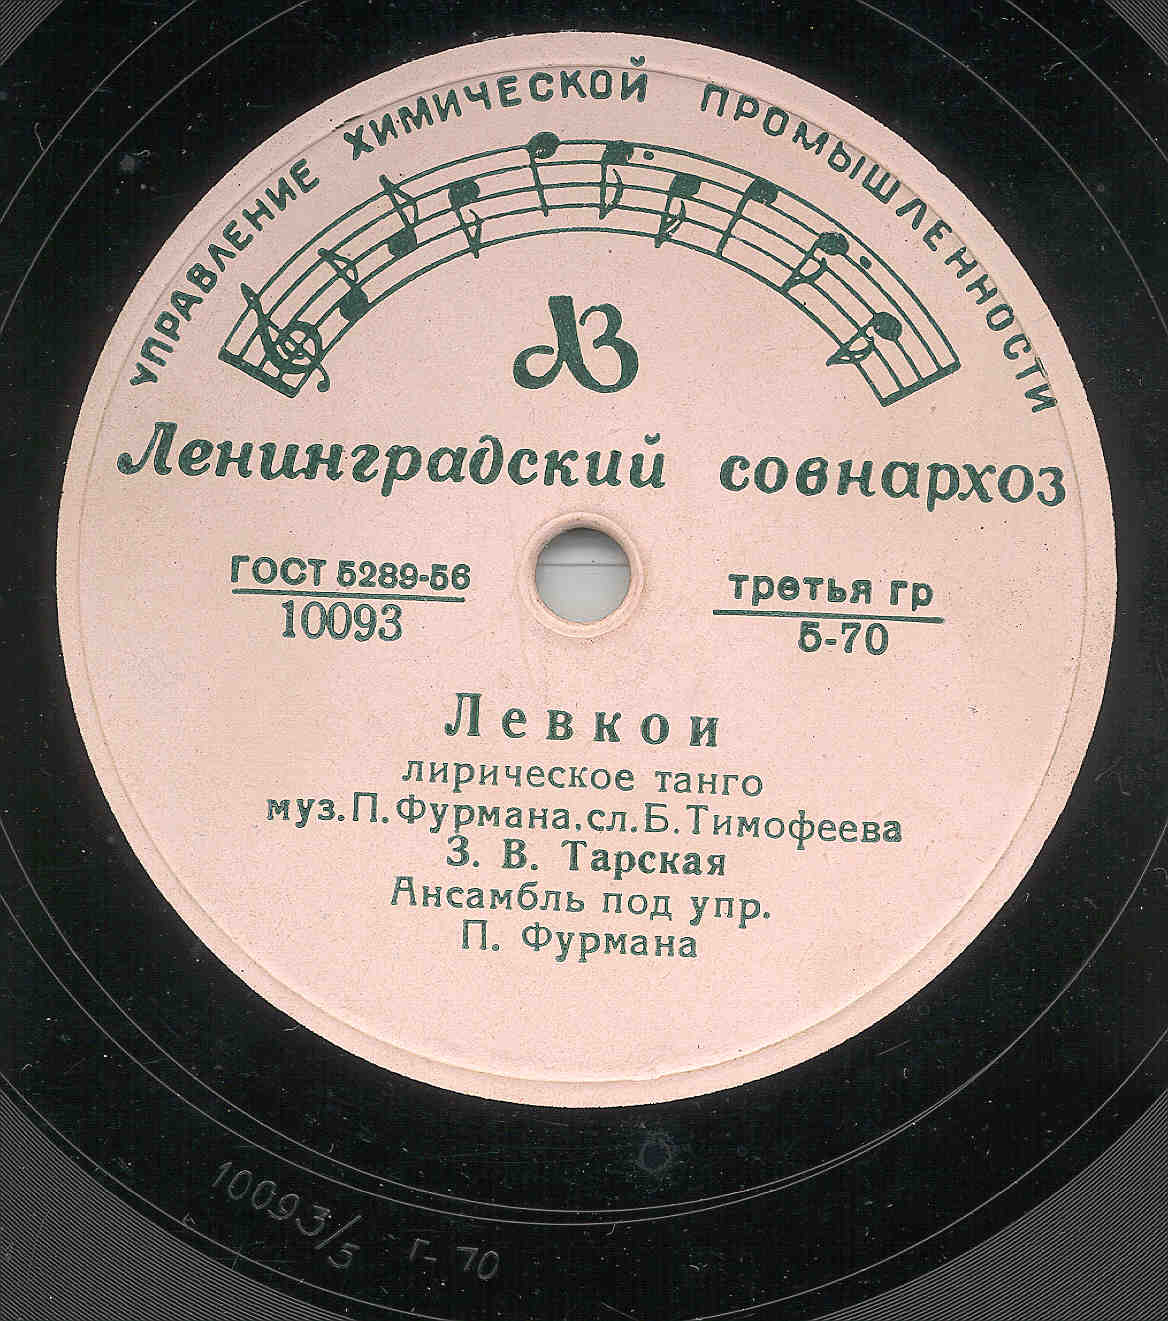 УПРАВЛЕНИЕ ХИМИЧЕСКОЙ ПРОМЫШЛЕННОСТИ
ЛЗ
Ленинградский совнархоз
ГОСТ 5289-56
10093
третья гр
5-70
Левкои
лирическое танго
муз.П.Фурмана.сл.Б.Тимофеева
З. В. Тарская
Ансамбль под упр.
П. Фурмана
10093/5 г- 70